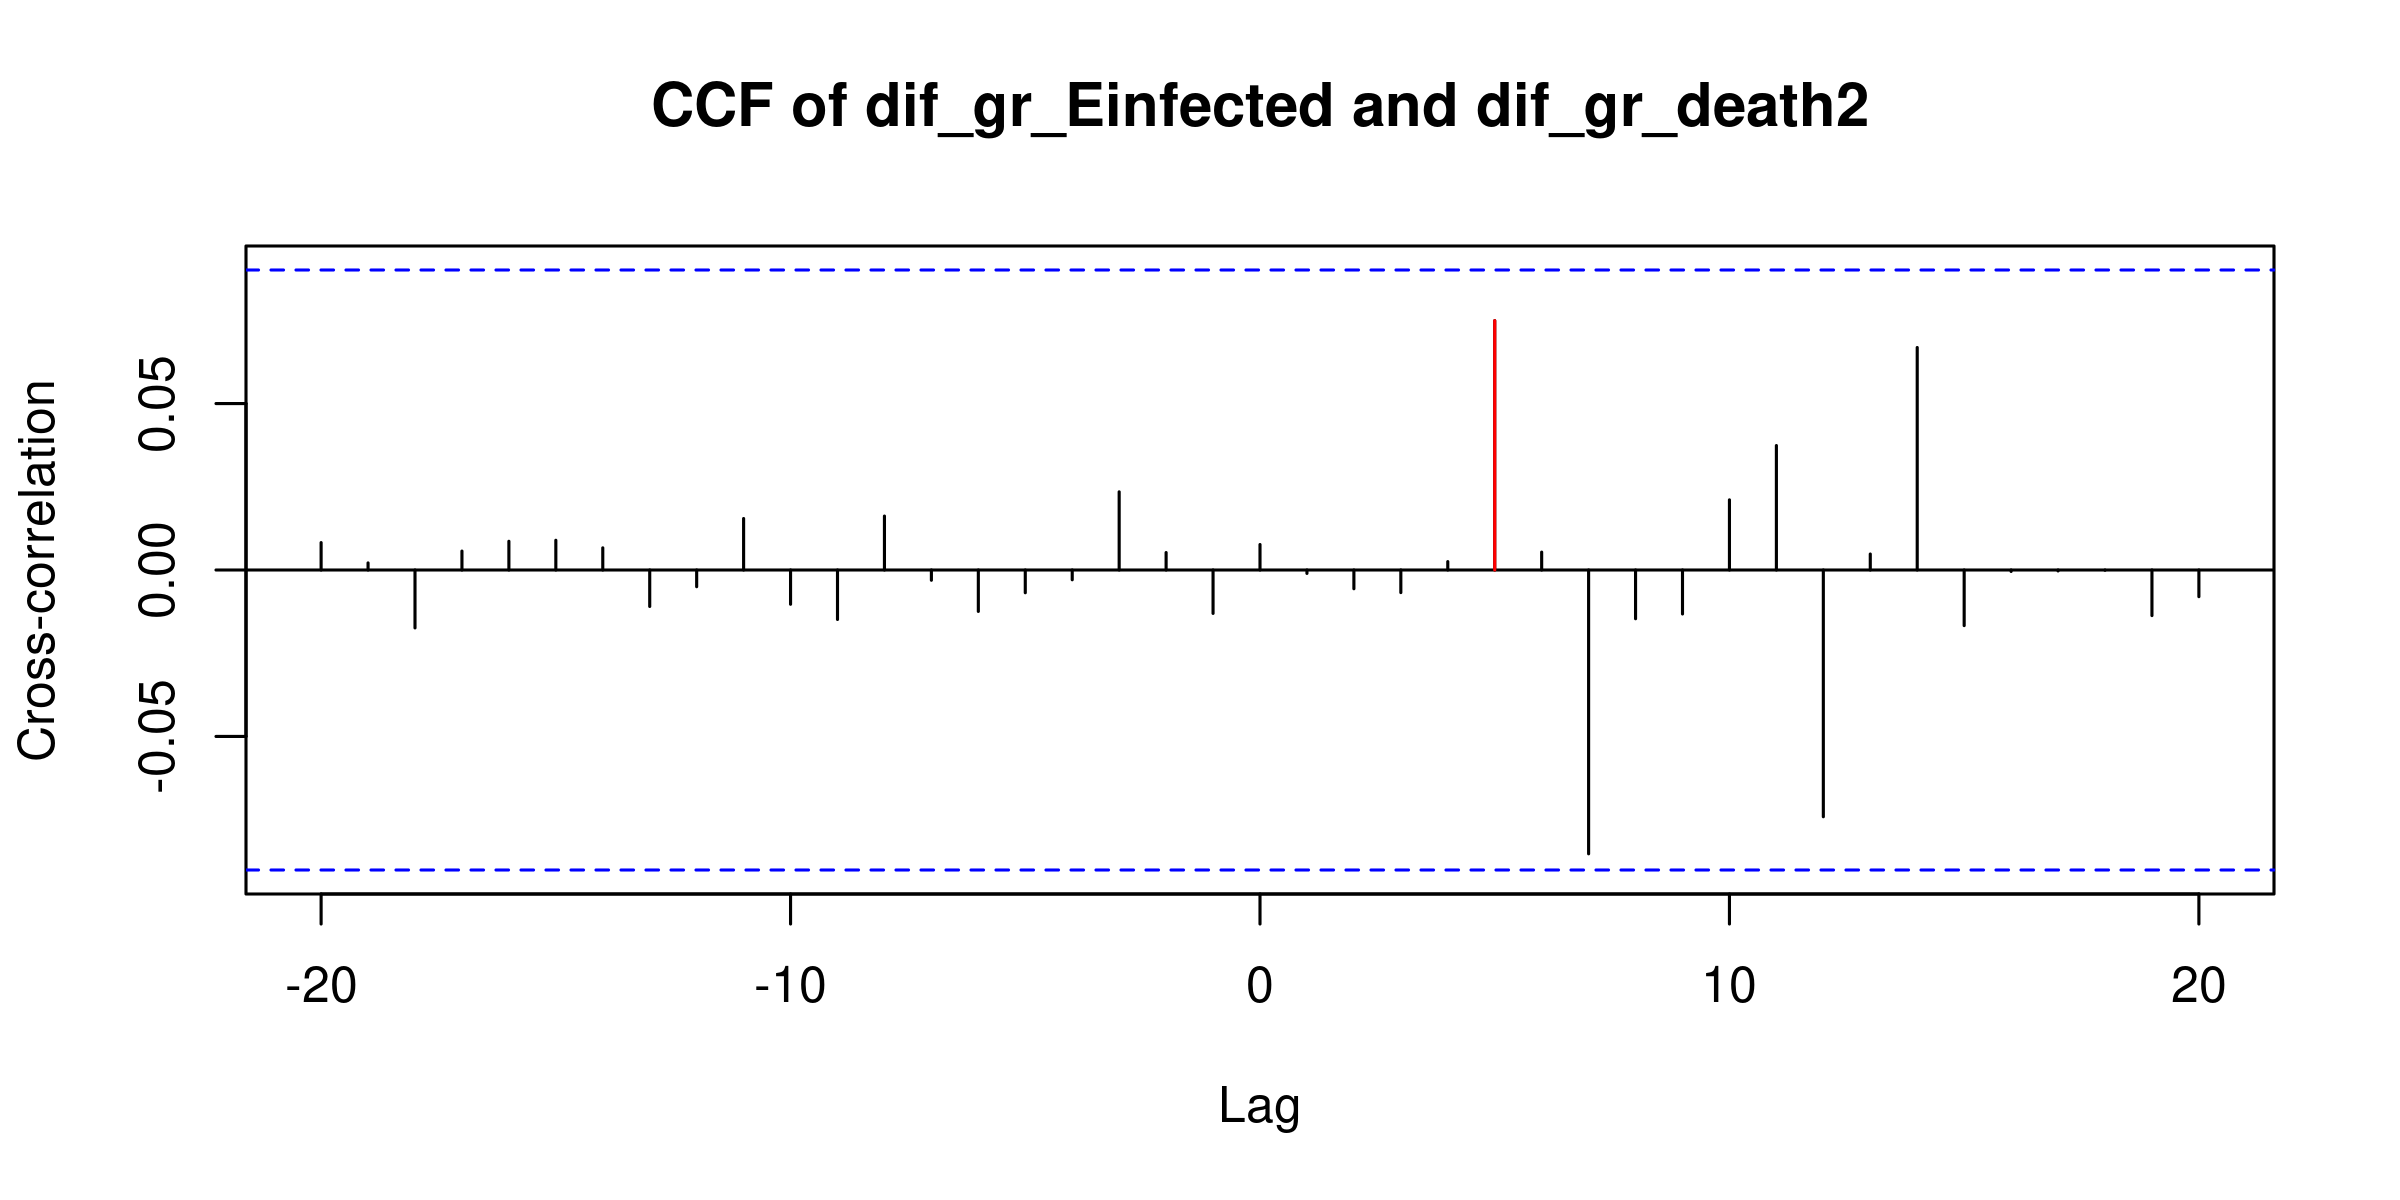 CCF of dif_gr_Einfected and dif_gr_death2
Cross-correlation
0.05
0.00
-0.05
-20
-10
0
10
20
Lag